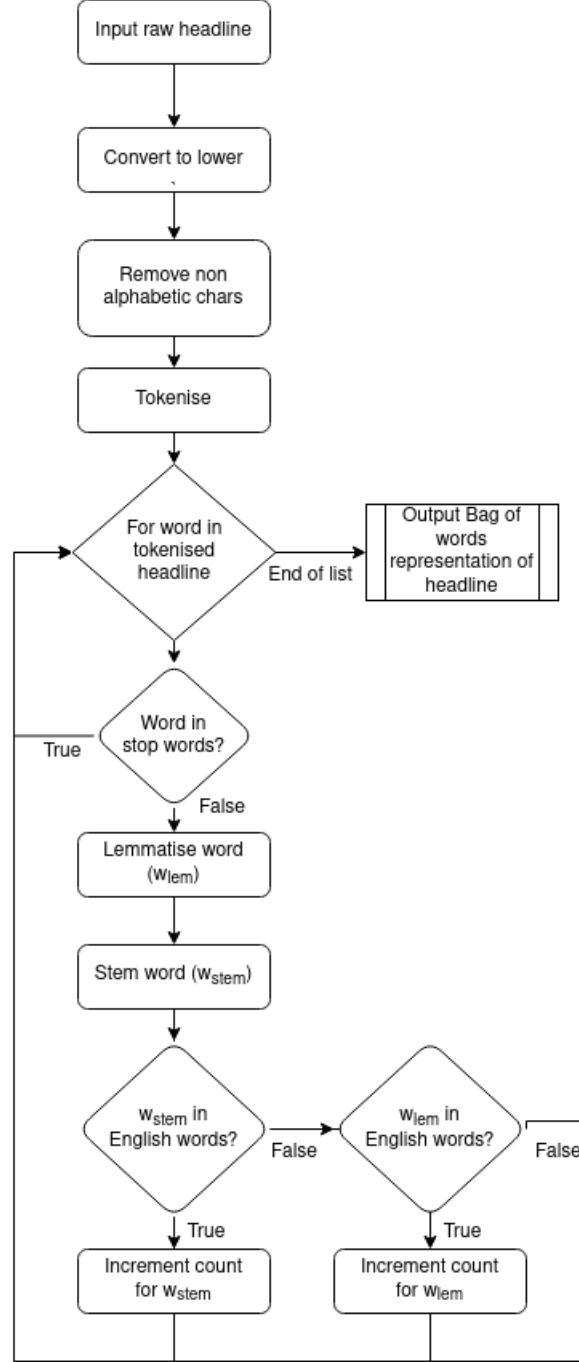 Input raw headline
Convert to lower
Remove non
alphabetic chars
Tokenise
For word in
tokenised
headline
End of list
Output Bag of
words
representation of
headline
Word in
stop words?
True
False
Lemmatise word
(wlem)
Stem word (wstem)
wstem in
English words?
False
wlem in
English words?
False
True
Increment count
for wstem
True
Increment count
for wlem